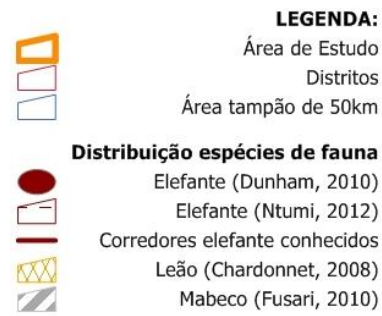 LEGENDA:
Área de Estudo
Distritos
Área tampão de 50km
Distribuição espécies de fauna
Elefante (Dunham, 2010)
Elefante (Ntumi, 2012)
Corredores elefante conhecidos
Leão (Chardonnet, 2008)
Mabeco (Fusari, 2010)